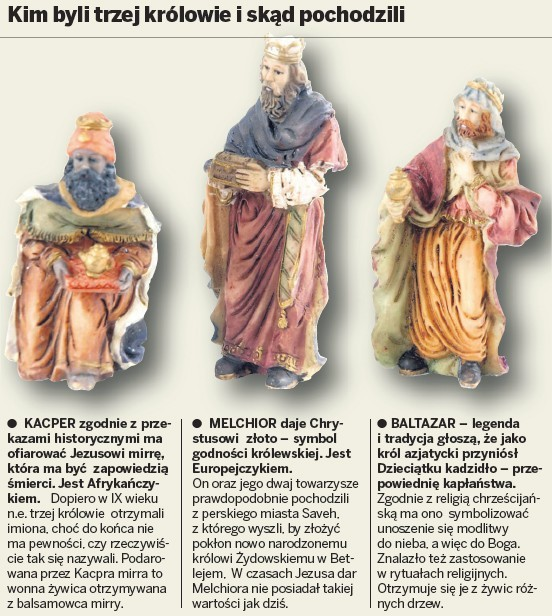 Kim byli trzej królowie i skąd pochodzili
● KACPER zgodnie z prze-
kazami historycznymi ma
ofiarować Jezusowi mirrę,
która ma być zapowiedzią
śmierci. Jest Afrykańczy-
kiem. Dopiero w IX wieku
n.e. trzej królowie otrzymali
imiona, choć do końca nie
ma pewności, czy rzeczywiś-
cie tak się nazywali. Podaro-
wana przez Kacpra mirra to
wonna żywica otrzymywana
z balsamowca mirry.
● MELCHIOR daje Chry-
stusowi złoto – symbol
godności królewskiej. Jest
Europejczykiem.
On oraz jego dwaj towarzysze
prawdopodobnie pochodzili
z perskiego miasta Saveh,
z którego wyszli, by złożyć
pokłon nowo narodzonemu
królowi Żydowskiemu w Bet-
lejem. W czasach Jezusa dar
Melchiora nie posiadał takiej
wartości jak dziś.
● BALTAZAR – legenda
i tradycja głoszą, że jako
król azjatycki przyniósł
Dzieciątku kadzidło – prze-
powiednię kapłaństwa.
Zgodnie z religią chrześcijań-
ską ma ono symbolizować
unoszenie się modlitwy
do nieba, a więc do Boga.
Znalazło też zastosowanie
w rytuałach religijnych.
Otrzymuje się je z żywic róż-
nych drzaw.